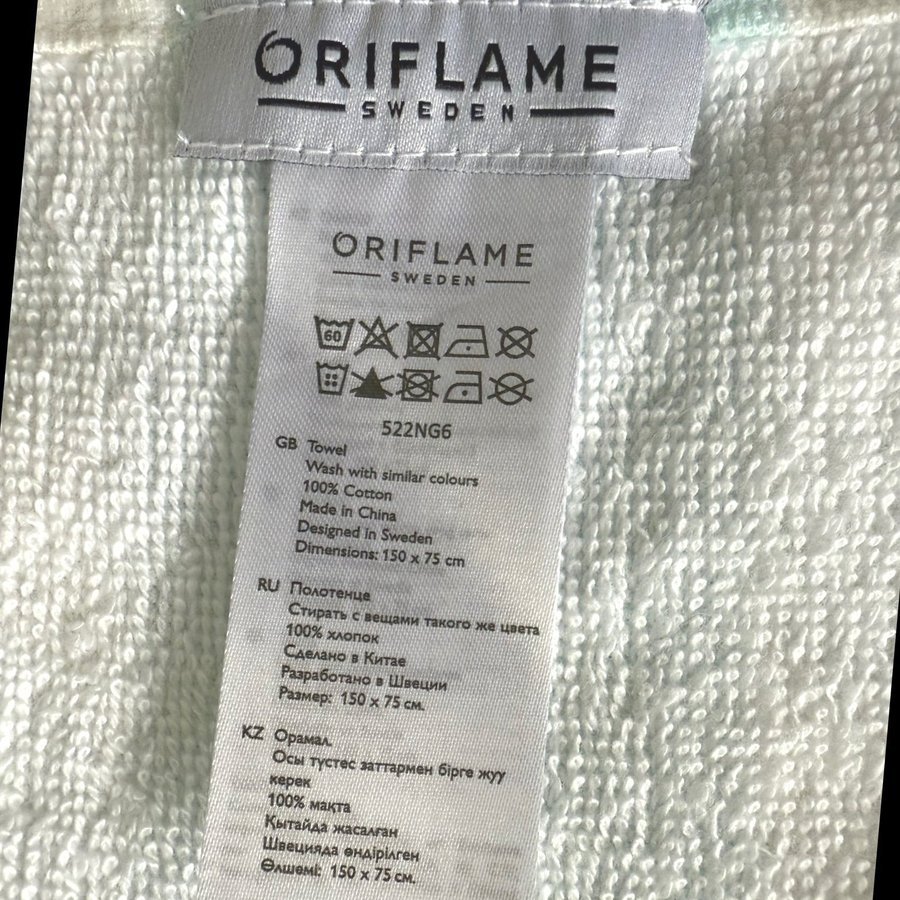 ORIFLAME
SWEDEN
ORIFLAME
SWEDEN
60
522NG6
GB Towel
Wash with similar colours
100% Cotton
Made in China
Designed in Sweden
Dimensions: 150 x 75 cm
RU Полотенце
Стирать с вещами такого же цвета
100% хлопок
Сделано в Китае
Разработано в Швеции
Размер: 150 x 75 см.
KZ Орамал.
Осы түстес заттармен бірге жуу
керек
100% мақта
Қытайда жасалған
Швецияда өндірілген
Өлшемі: 150 x 75 см.